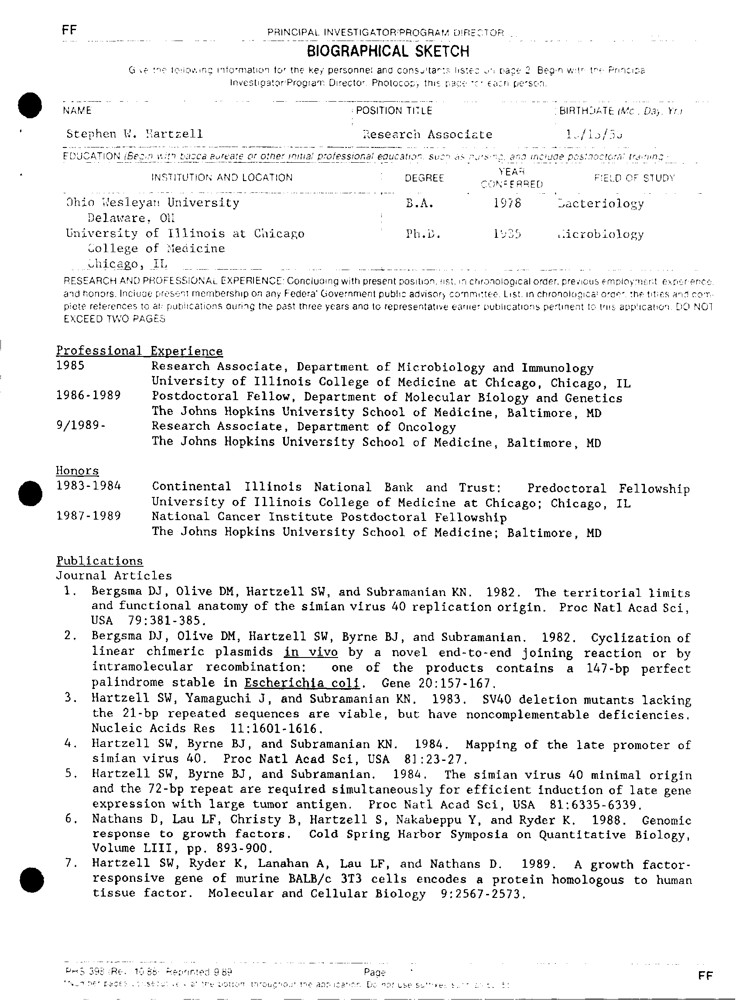 FF
PRINCIPAL INVESTIGATOR/PROGRAM DIRECTOR
BIOGRAPHICAL SKETCH
Give the following information for the key personnel and consultants listed on page 2. Begin with the Principal
Investigator/Program Director. Photocopy this page for each person.
NAME POSITION TITLE BIRTHDATE (Mo., Day, Yr.)
Stephen W. Hartzell Research Associate
EDUCATION (Begin with baccalaureate or other initial professional education, such as nursing, and include postdoctoral training.)
INSTITUTION AND LOCATION DEGREE YEAR CONFERRED FIELD OF STUDY
Ohio Wesleyan University B.A. 1978 Bacteriology
Delaware, OH
University of Illinois at Chicago Ph.D. Microbiology
College of Medicine
Chicago, IL
RESEARCH AND PROFESSIONAL EXPERIENCE: Concluding with present position, list, in chronological order, previous employment, experience,
and honors. Include present membership on any Federal Government public advisory committee. List, in chronological order, the titles and com-
plete references to all publications during the past three years and to representative earlier publications pertinent to this application. DO NOT
EXCEED TWO PAGES
Professional Experience
1985 Research Associate, Department of Microbiology and Immunology
University of Illinois College of Medicine at Chicago, Chicago, IL
1986-1989 Postdoctoral Fellow, Department of Molecular Biology and Genetics
The Johns Hopkins University School of Medicine, Baltimore, MD
9/1989- Research Associate, Department of Oncology
The Johns Hopkins University School of Medicine, Baltimore, MD
Honors
1983-1984 Continental Illinois National Bank and Trust: Predoctoral Fellowship
University of Illinois College of Medicine at Chicago; Chicago, IL
1987-1989 National Cancer Institute Postdoctoral Fellowship
The Johns Hopkins University School of Medicine; Baltimore, MD
Publications
Journal Articles
1. Bergsma DJ, Olive DM, Hartzell SW, and Subramanian KN. 1982. The territorial limits
and functional anatomy of the simian virus 40 replication origin. Proc Natl Acad Sci,
USA 79:381-385.
2. Bergsma DJ, Olive DM, Hartzell SW, Byrne BJ, and Subramanian. 1982. Cyclization of
linear chimeric plasmids in vivo by a novel end-to-end joining reaction or by
intramolecular recombination: one of the products contains a 147-bp perfect
palindrome stable in Escherichia coli. Gene 20:157-167.
3. Hartzell SW, Yamaguchi J, and Subramanian KN. 1983. SV40 deletion mutants lacking
the 21-bp repeated sequences are viable, but have noncomplementable deficiencies.
Nucleic Acids Res 11:1601-1616.
4. Hartzell SW, Byrne BJ, and Subramanian KN. 1984. Mapping of the late promoter of
simian virus 40. Proc Natl Acad Sci, USA 81:23-27.
5. Hartzell SW, Byrne BJ, and Subramanian. 1984. The simian virus 40 minimal origin
and the 72-bp repeat are required simultaneously for efficient induction of late gene
expression with large tumor antigen. Proc Natl Acad Sci, USA 81:6335-6339.
6. Nathans D, Lau LF, Christy B, Hartzell S, Nakabeppu Y, and Ryder K. 1988. Genomic
response to growth factors. Cold Spring Harbor Symposia on Quantitative Biology,
Volume LIII, pp. 893-900.
7. Hartzell SW, Ryder K, Lanahan A, Lau LF, and Nathans D. 1989. A growth factor-
responsive gene of murine BALB/c 3T3 cells encodes a protein homologous to human
tissue factor. Molecular and Cellular Biology 9:2567-2573.
PHS 398 (Rev. 10/88) Reprinted 9/89 Page FF
*Number pages consecutively at the bottom throughout the application. Do not use suffixes such as